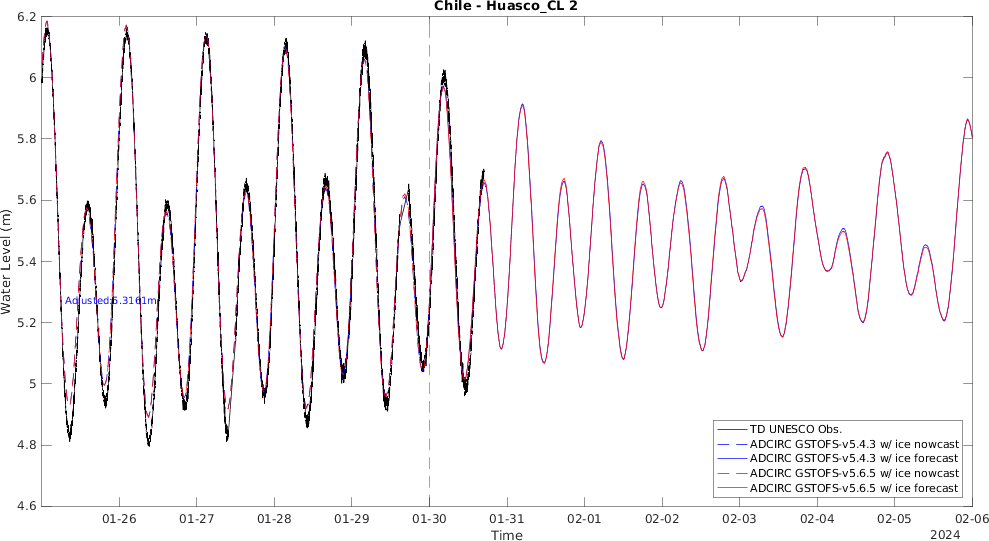 Chile - Huasco_CL 2
6.2
6
5.8
5.6
5.4
5.2
5
4.8
4.6
Water Level (m)
Adjusted:5.3161m
TD UNESCO Obs.
ADCIRC GSTOFS-v5.4.3 w/ ice nowcast
ADCIRC GSTOFS-v5.4.3 w/ ice forecast
ADCIRC GSTOFS-v5.6.5 w/ ice nowcast
ADCIRC GSTOFS-v5.6.5 w/ ice forecast
01-26 01-27 01-28 01-29 01-30 01-31 02-01 02-02 02-03 02-04 02-05 02-06
Time
2024